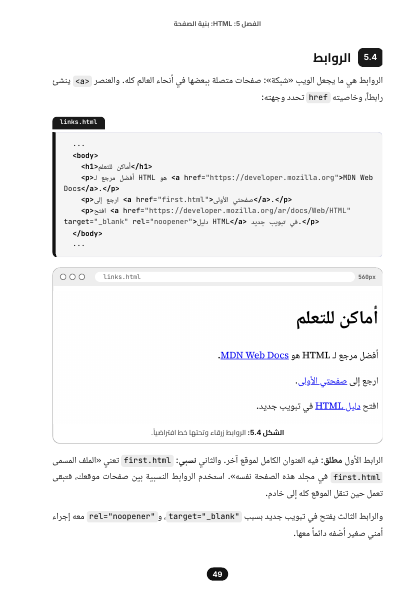 الفصل 5: HTML: بنية الصفحة
5.4 الروابط
الروابط هي ما يجعل الويب «شبكة»: صفحات متصلة ببعضها في أنحاء العالم كله. والعنصر <a> ينشئ
رابطاً، وخاصيته href تحدد وجهته:
links.html
...
<body>
<h1>أماكن للتعلم</h1>
<p>أفضل مرجع لـ HTML هو <a href="https://developer.mozilla.org">MDN Web
Docs</a>.</p>
<p>ارجع إلى <a href="first.html">صفحتي الأولى</a>.</p>
<p>افتح <a href="https://developer.mozilla.org/ar/docs/Web/HTML"
target="_blank" rel="noopener">دليل HTML</a> في تبويب جديد.</p>
</body>
...
links.html 560px
أماكن للتعلم
أفضل مرجع لـ HTML هو MDN Web Docs.
ارجع إلى صفحتي الأولى.
افتح دليل HTML في تبويب جديد.
الشكل 5.4: الروابط زرقاء وتحتها خط افتراضياً.
الرابط الأول مطلق: فيه العنوان الكامل لموقع آخر. والثاني نسبي: first.html تعني «الملف المسمى
first.html في مجلد هذه الصفحة نفسه». استخدم الروابط النسبية بين صفحات موقعك، فتبقى
تعمل حين تنقل الموقع كله إلى خادم.
والرابط الثالث يفتح في تبويب جديد بسبب target="_blank"، و rel="noopener" معه إجراء
أمني صغير أضفه دائماً معها.
49